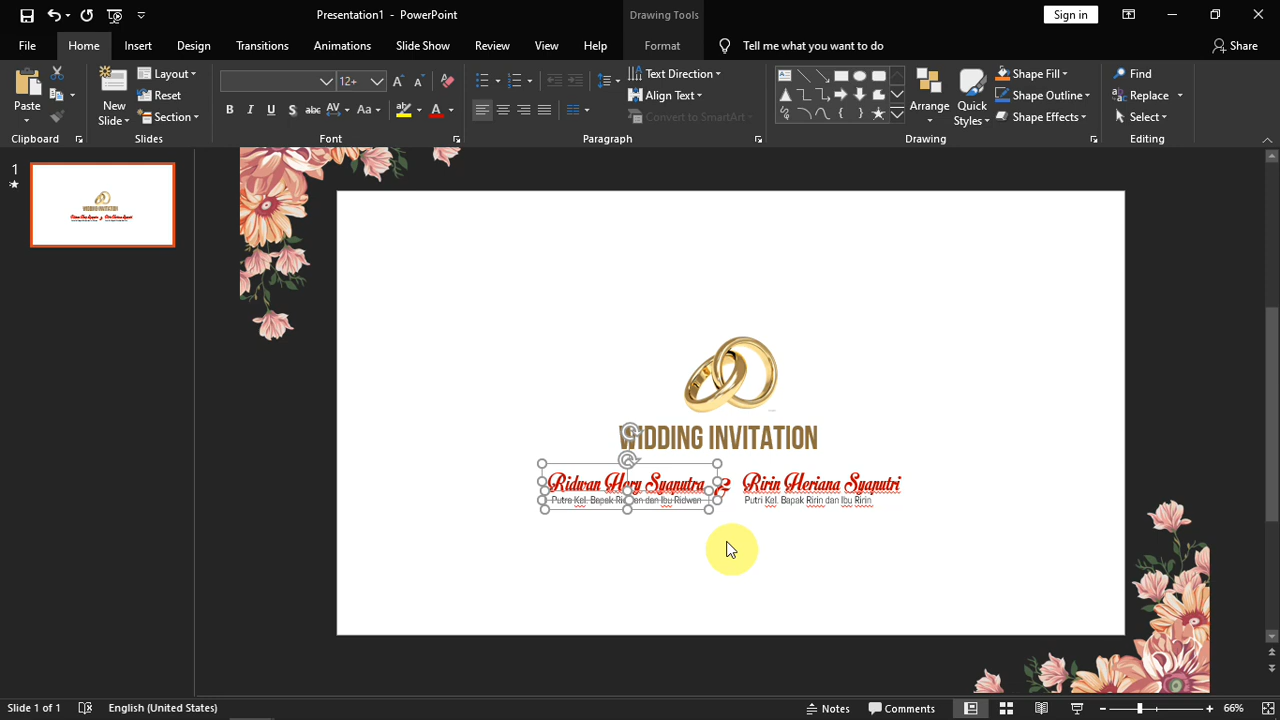 Presentation1 - PowerPoint
Drawing Tools
Sign in
File
Home
Insert
Design
Transitions
Animations
Slide Show
Review
View
Help
Format
Tell me what you want to do
Share
Paste
New Slide
Layout
Reset
Section
12+
B I U S abc AV Aa A
Text Direction
Align Text
Convert to SmartArt
Arrange
Quick Styles
Shape Fill
Shape Outline
Shape Effects
Find
Replace
Select
Clipboard
Slides
Font
Paragraph
Drawing
Editing
1
WIDDING INVITATION
Ridwan Hery Syaputra & Ririn Heriana Syaputri
Putra Kel. Bapak Ridwan dan Ibu Ridwan
Putri Kel. Bapak Ririn dan Ibu Ririn
Slide 1 of 1
English (United States)
Notes
Comments
66%